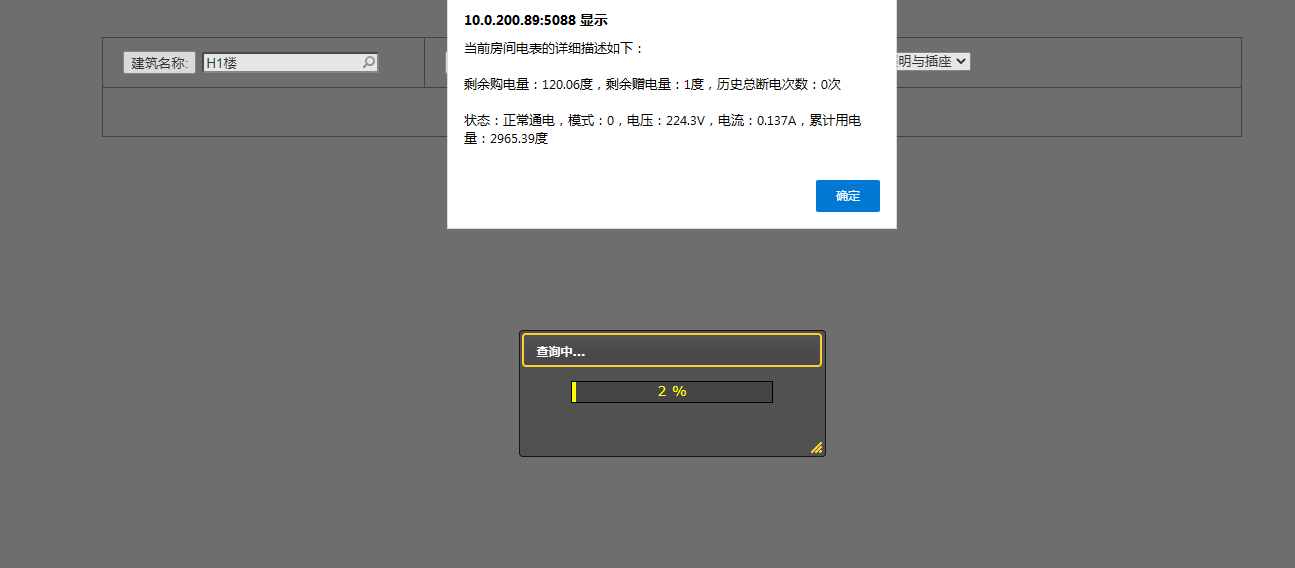 10.0.200.89:5088 显示
当前房间电表的详细描述如下：
剩余购电量：120.06度，剩余赠电量：1度，历史总断电次数：0次
状态：正常通电，模式：0，电压：224.3V，电流：0.137A，累计用电
量：2965.39度
确定
建筑名称: H1楼
明与插座
查询中...
2 %